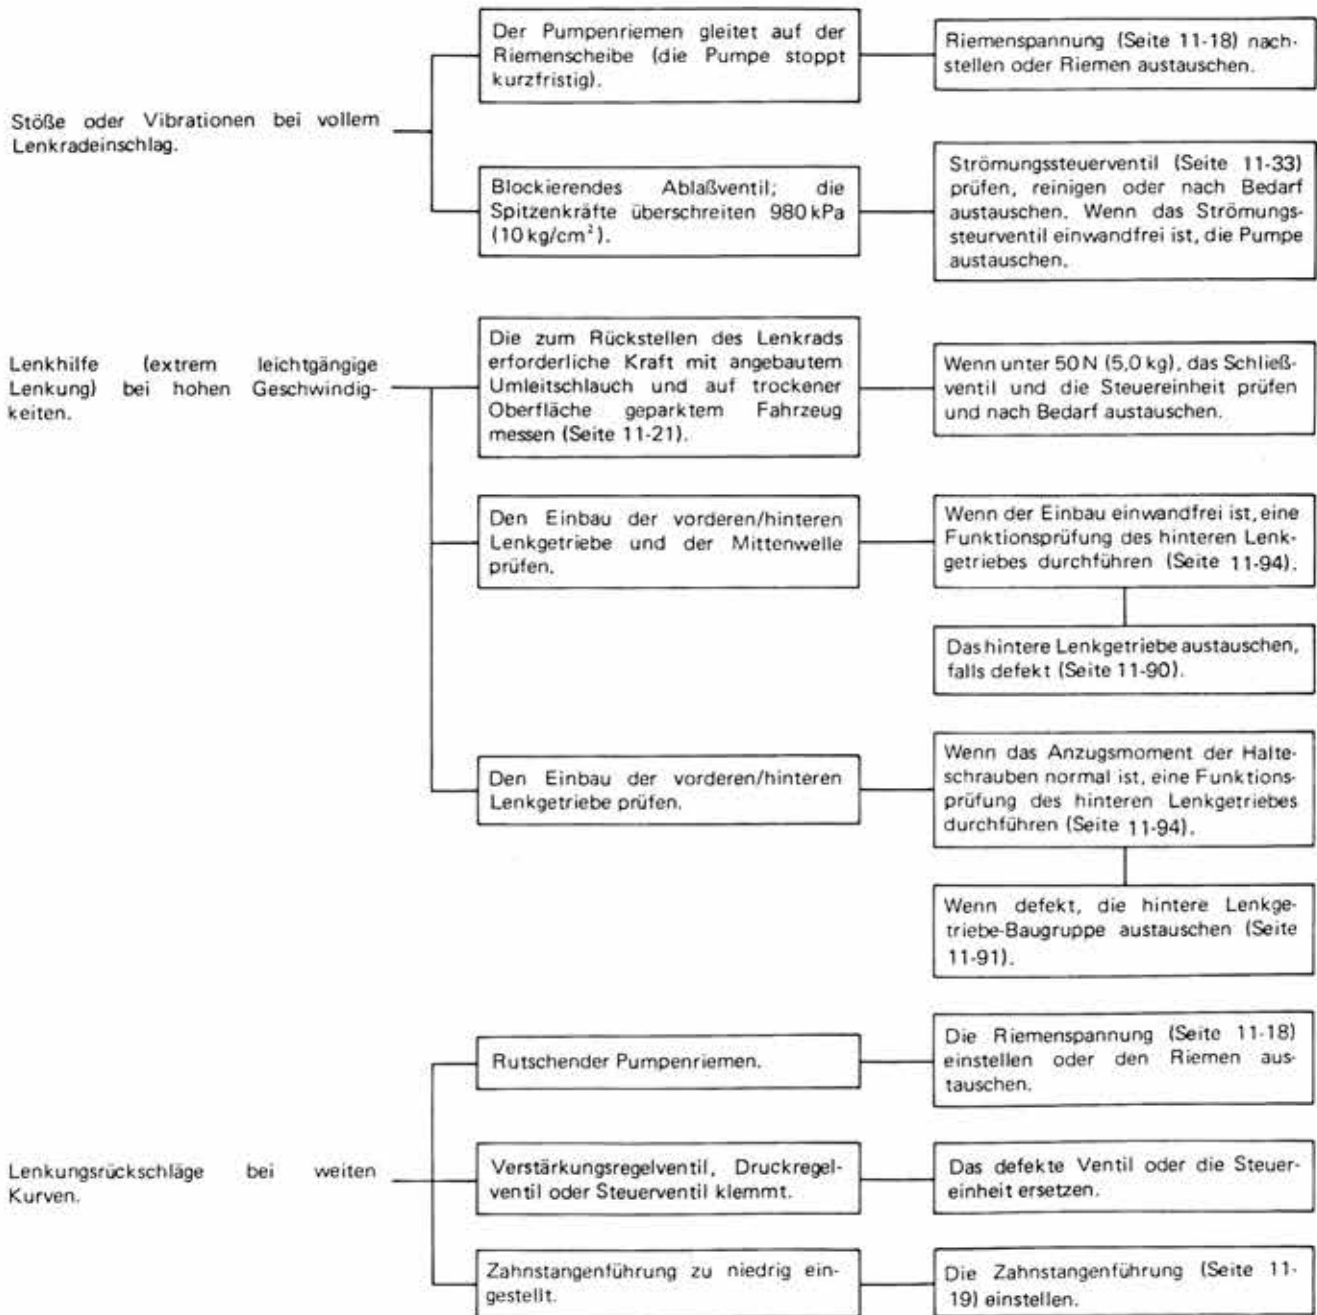 Stöße oder Vibrationen bei vollem
Lenkradeinschlag.
Der Pumpenriemen gleitet auf der
Riemenscheibe (die Pumpe stoppt
kurzfristig).
Riemenspannung (Seite 11-18) nach-
stellen oder Riemen austauschen.
Blockierendes Ablaßventil; die
Spitzenkräfte überschreiten 980 kPa
(10 kg/cm²).
Strömungssteuerventil (Seite 11-33)
prüfen, reinigen oder nach Bedarf
austauschen. Wenn das Strömungs-
steurventil einwandfrei ist, die Pumpe
austauschen.
Lenkhilfe (extrem leichtgängige
Lenkung) bei hohen Geschwindig-
keiten.
Die zum Rückstellen des Lenkrads
erforderliche Kraft mit angebautem
Umleitschlauch und auf trockener
Oberfläche geparktem Fahrzeug
messen (Seite 11-21).
Wenn unter 50 N (5,0 kg), das Schließ-
ventil und die Steuereinheit prüfen
und nach Bedarf austauschen.
Den Einbau der vorderen/hinteren
Lenkgetriebe und der Mittenwelle
prüfen.
Wenn der Einbau einwandfrei ist, eine
Funktionsprüfung des hinteren Lenk-
getriebes durchführen (Seite 11-94).
Das hintere Lenkgetriebe austauschen,
falls defekt (Seite 11-90).
Den Einbau der vorderen/hinteren
Lenkgetriebe prüfen.
Wenn das Anzugsmoment der Halte-
schrauben normal ist, eine Funktions-
prüfung des hinteren Lenkgetriebes
durchführen (Seite 11-94).
Wenn defekt, die hintere Lenkge-
triebe-Baugruppe austauschen (Seite
11-91).
Lenkungsrückschläge bei weiten
Kurven.
Rutschender Pumpenriemen.
Die Riemenspannung (Seite 11-18)
einstellen oder den Riemen aus-
tauschen.
Verstärkungsregelventil, Druckregel-
ventil oder Steuerventil klemmt.
Das defekte Ventil oder die Steuer-
einheit ersetzen.
Zahnstangenführung zu niedrig ein-
gestellt.
Die Zahnstangenführung (Seite 11-
19) einstellen.